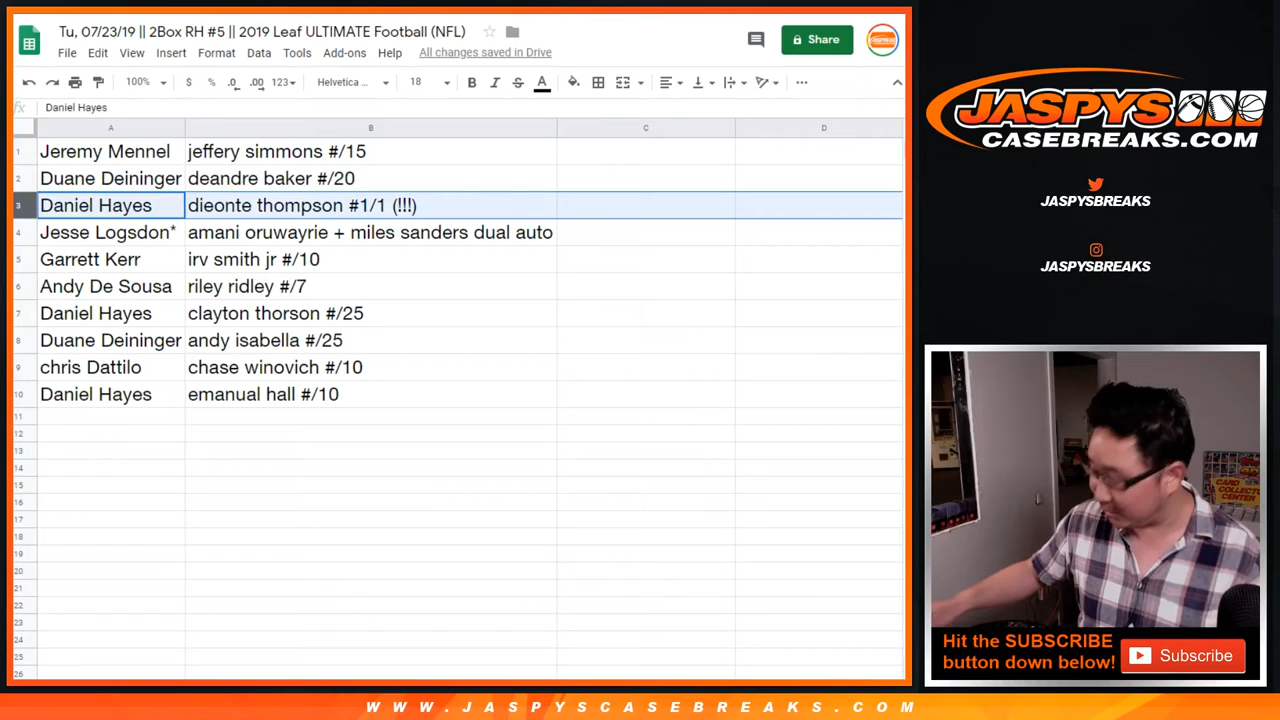 Tu, 07/23/19 || 2Box RH #5 || 2019 Leaf ULTIMATE Football (NFL)
File Edit View Insert Format Data Tools Add-ons Help All changes saved in Drive
Share
100% $ % .0 .00 123 Helvetica ... 18 B I S A
fx Daniel Hayes
A B C D
1 Jeremy Mennel jeffery simmons #/15
2 Duane Deininger deandre baker #/20
3 Daniel Hayes dieonte thompson #1/1 (!!!)
4 Jesse Logsdon* amani oruwayrie + miles sanders dual auto
5 Garrett Kerr irv smith jr #/10
6 Andy De Sousa riley ridley #/7
7 Daniel Hayes clayton thorson #/25
8 Duane Deininger andy isabella #/25
9 chris Dattilo chase winovich #/10
10 Daniel Hayes emanual hall #/10
11
12
13
14
15
16
17
18
19
20
21
22
23
24
25
26
JASPYS
CASEBREAKS.COM
JASPYSBREAKS
JASPYSBREAKS
CARD
COLLECTOR
CENTER
Hit the SUBSCRIBE
button down below!
Subscribe
WWW.JASPYSCASEBREAKS.COM